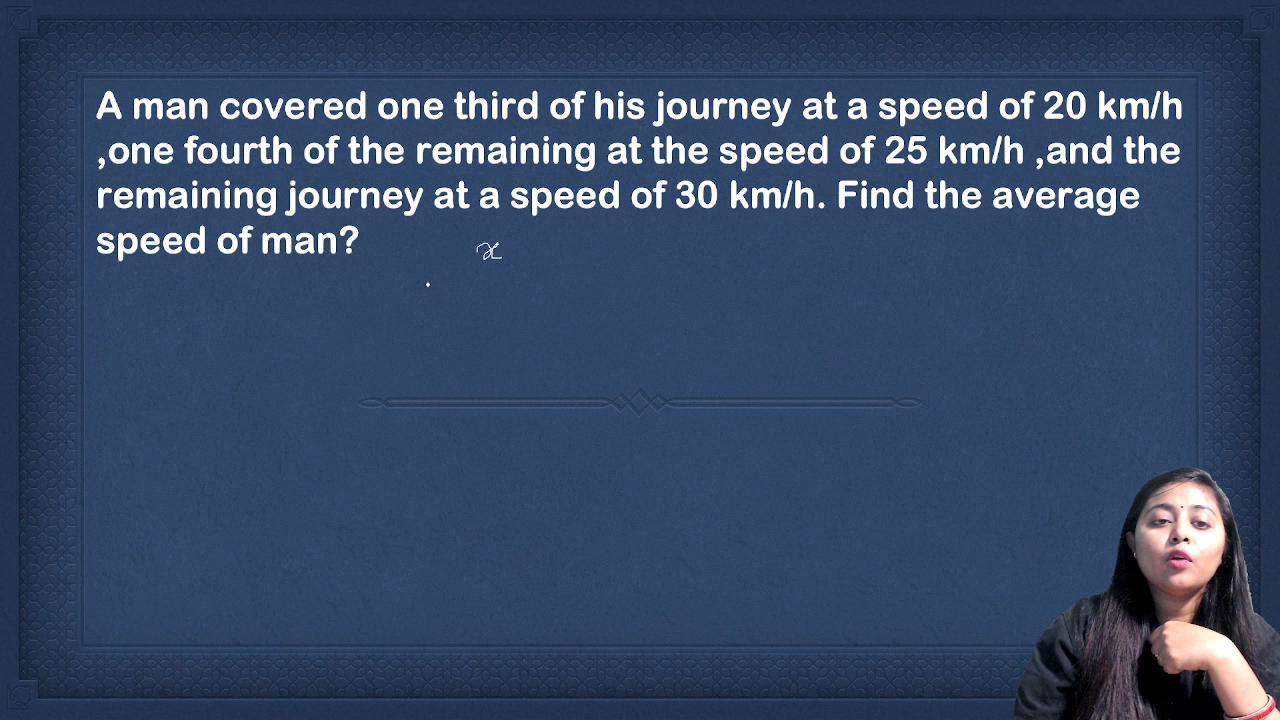 A man covered one third of his journey at a speed of 20 km/h
,one fourth of the remaining at the speed of 25 km/h ,and the
remaining journey at a speed of 30 km/h. Find the average
speed of man?
x